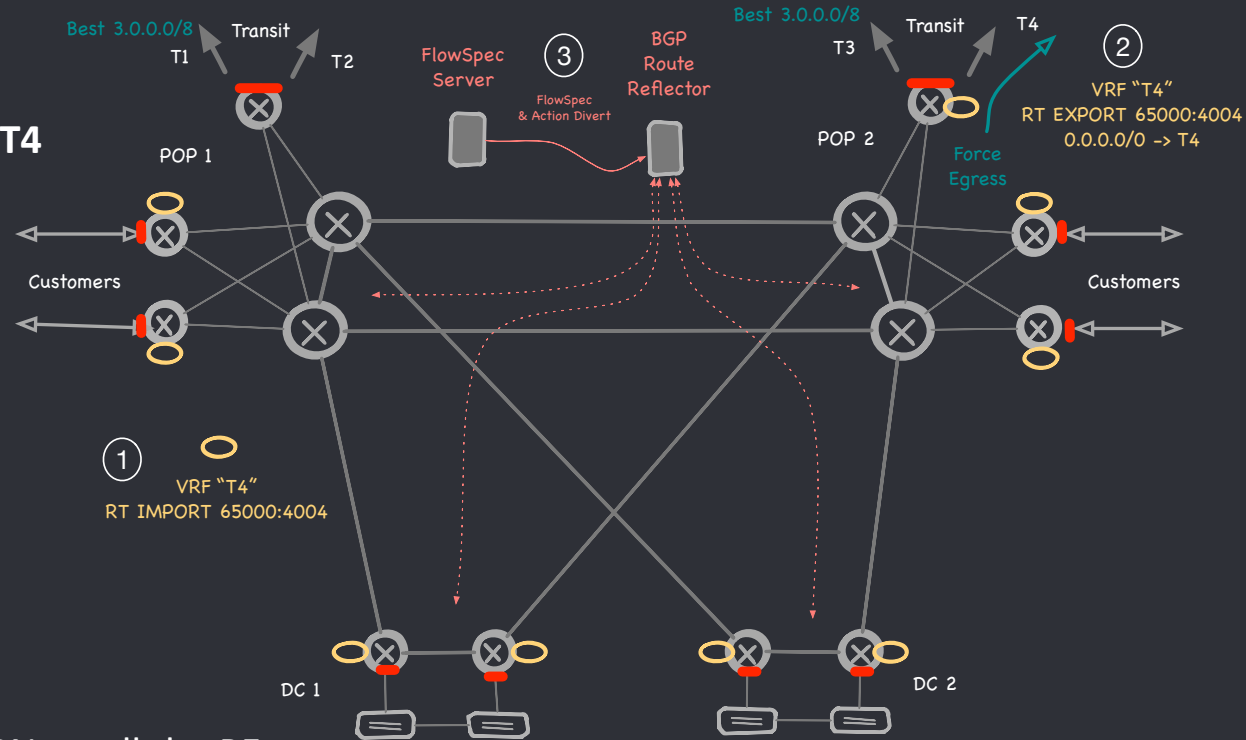 Best 3.0.0.0/8
Transit
T1
T2
FlowSpec
Server
3
FlowSpec
& Action Divert
BGP
Route
Reflector
Best 3.0.0.0/8
Transit
T3
T4
2
VRF “T4”
RT EXPORT 65000:4004
0.0.0.0/0 -> T4
Force
Egress
T4
POP 1
POP 2
Customers
Customers
1
VRF “T4”
RT IMPORT 65000:4004
DC 1
DC 2